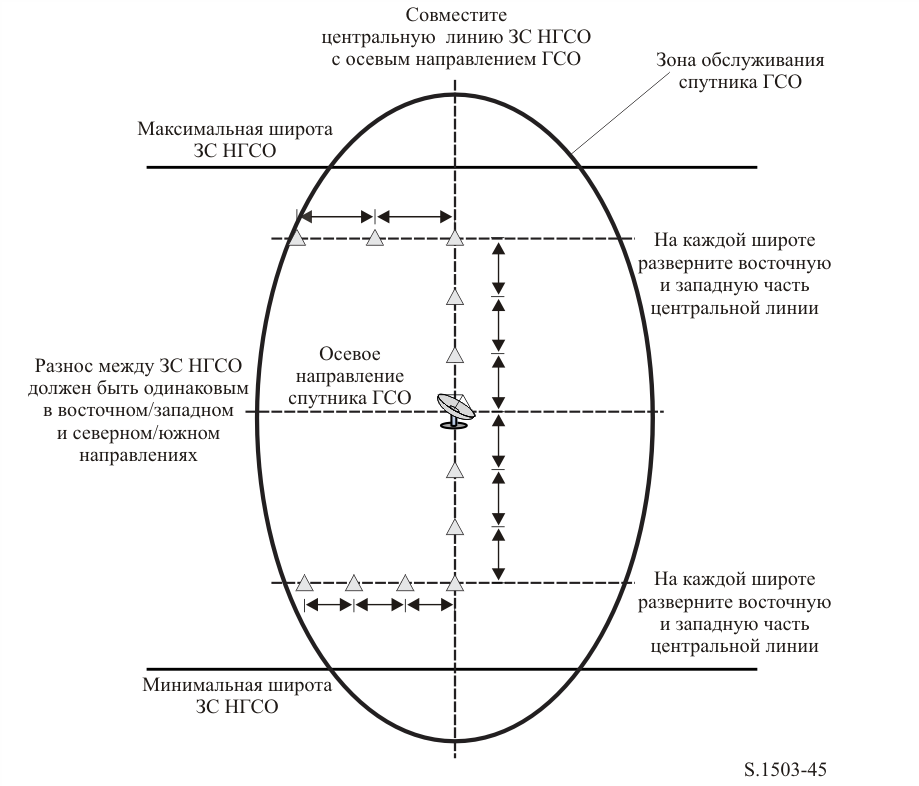 Совместите
центральную линию ЗС НГСО
с осевым направлением ГСО
Зона обслуживания
спутника ГСО
Максимальная широта
ЗС НГСО
На каждой широте
разверните восточную
и западную часть
центральной линии
Осевое
направление
спутника ГСО
Разнос между ЗС НГСО
должен быть одинаковым
в восточном/западном
и северном/южном
направлениях
На каждой широте
разверните восточную
и западную часть
центральной линии
Минимальная широта
ЗС НГСО
S.1503-45